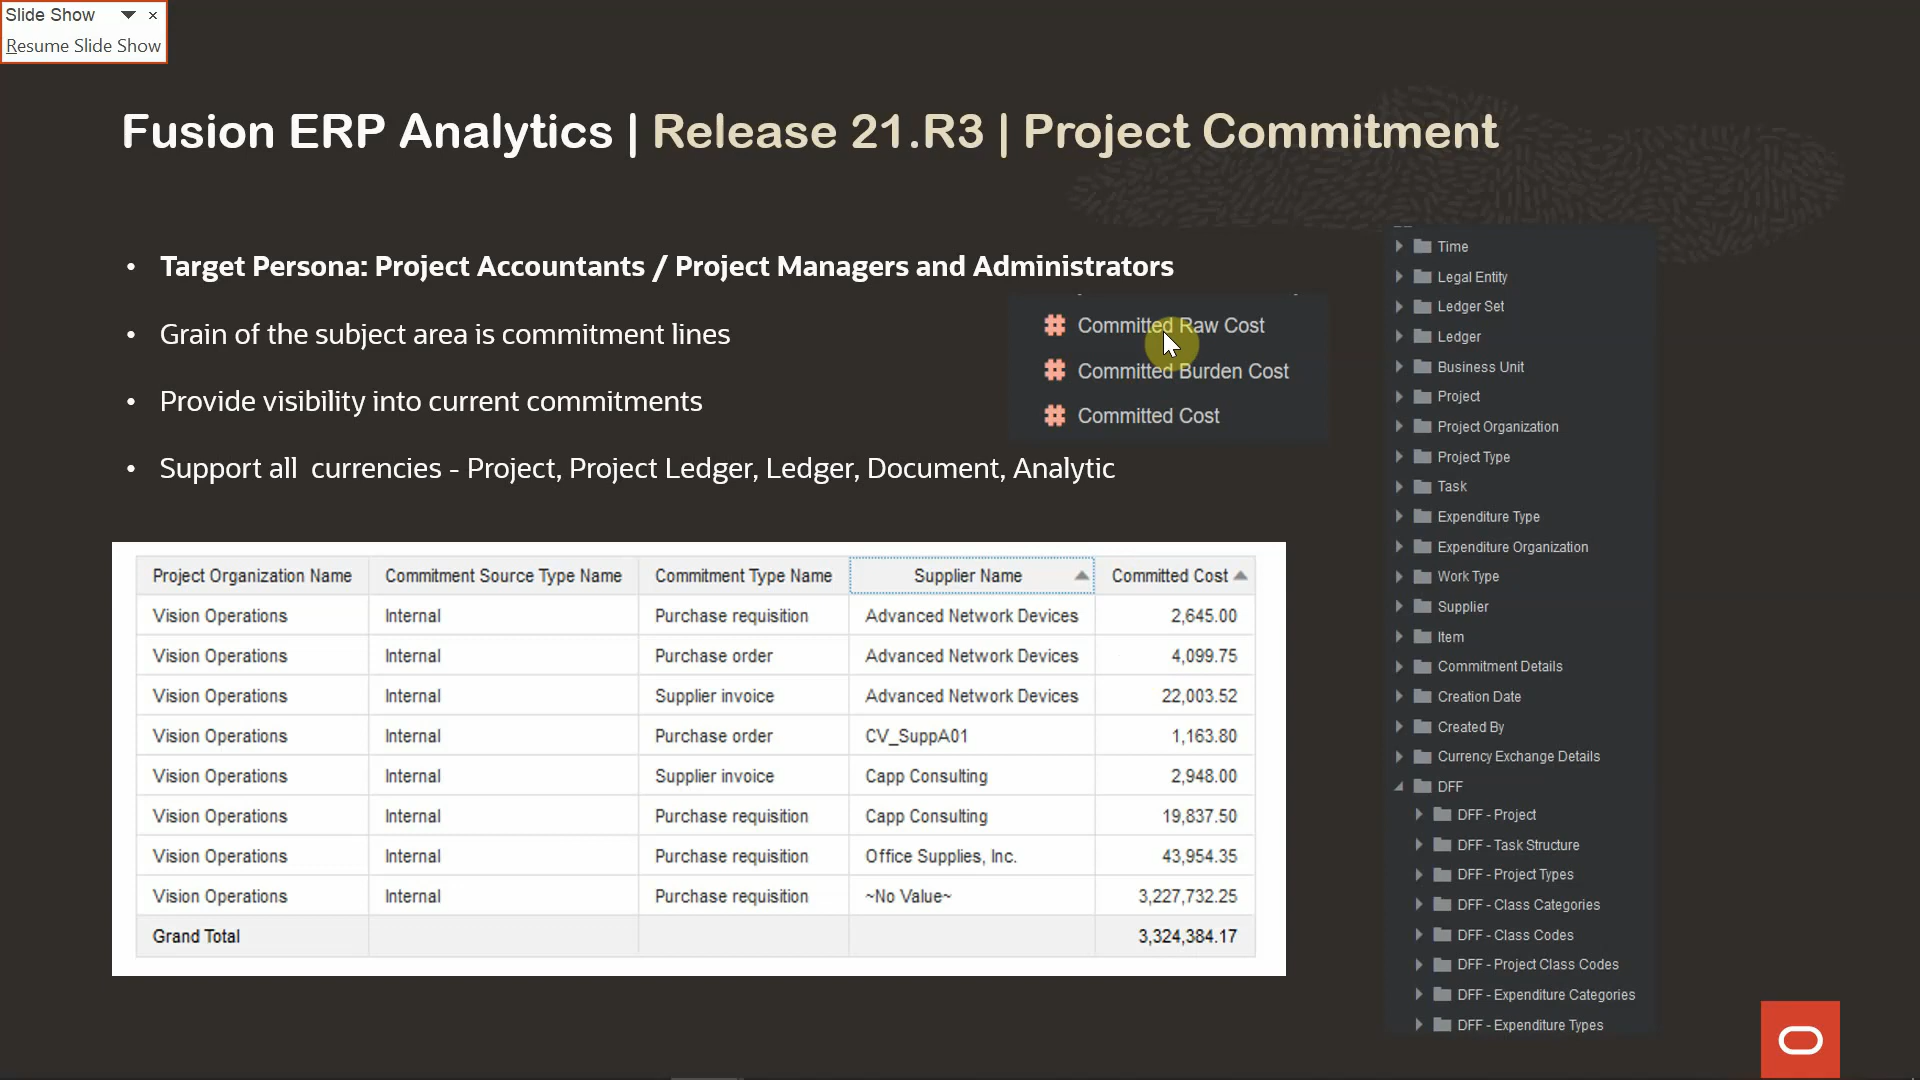 Slide Show
Resume Slide Show
Fusion ERP Analytics | Release 21.R3 | Project Commitment
• Target Persona: Project Accountants / Project Managers and Administrators
• Grain of the subject area is commitment lines
• Provide visibility into current commitments
• Support all  currencies - Project, Project Ledger, Ledger, Document, Analytic
Committed Raw Cost
Committed Burden Cost
Committed Cost
Project Organization Name Commitment Source Type Name Commitment Type Name Supplier Name Committed Cost
Vision Operations Internal Purchase requisition Advanced Network Devices 2,645.00
Vision Operations Internal Purchase order Advanced Network Devices 4,099.75
Vision Operations Internal Supplier invoice Advanced Network Devices 22,003.52
Vision Operations Internal Purchase order CV_SuppA01 1,163.80
Vision Operations Internal Supplier invoice Capp Consulting 2,948.00
Vision Operations Internal Purchase requisition Capp Consulting 19,837.50
Vision Operations Internal Purchase requisition Office Supplies, Inc. 43,954.35
Vision Operations Internal Purchase requisition ~No Value~ 3,227,732.25
Grand Total 3,324,384.17
Time
Legal Entity
Ledger Set
Ledger
Business Unit
Project
Project Organization
Project Type
Task
Expenditure Type
Expenditure Organization
Work Type
Supplier
Item
Commitment Details
Creation Date
Created By
Currency Exchange Details
DFF
DFF - Project
DFF - Task Structure
DFF - Project Types
DFF - Class Categories
DFF - Class Codes
DFF - Project Class Codes
DFF - Expenditure Categories
DFF - Expenditure Types